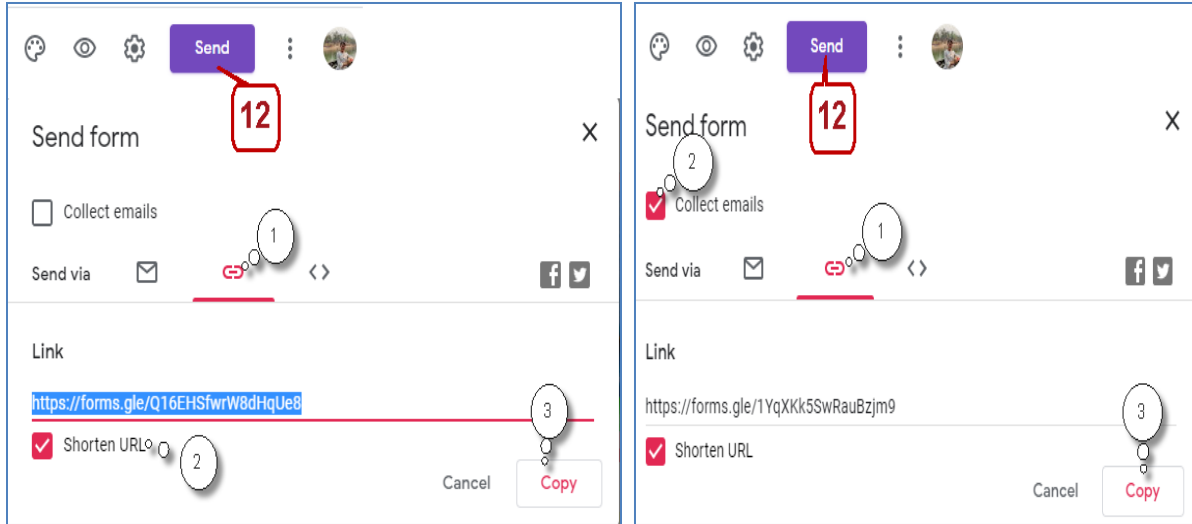 Send
12
Send form
X
Collect emails
1
Send via
<>
Link
https://forms.gle/Q16EHSfwrW8dHqUe8
3
Shorten URL
2
Cancel
Copy
Send
12
Send form
X
2
Collect emails
1
Send via
<>
Link
https://forms.gle/1YqXKk5SwRauBzjm9
3
Shorten URL
Cancel
Copy